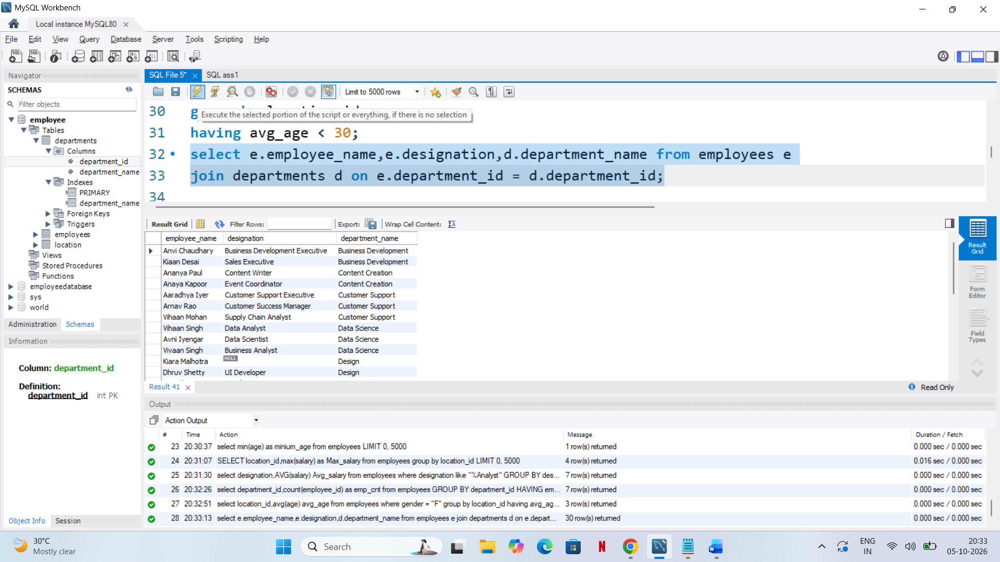 MySQL Workbench
Local instance MySQL80
File Edit View Query Database Server Tools Scripting Help
Navigator
SCHEMAS
Filter objects
employee
Tables
departments
Columns
department_id
department_name
Indexes
PRIMARY
department_name
Foreign Keys
Triggers
employees
location
Views
Stored Procedures
Functions
employeedatabase
sys
world
Administration Schemas
Information
Column: department_id
Definition:
department_id int PK
Object Info Session
SQL File 5* SQL ass1
Limit to 5000 rows
30
Execute the selected portion of the script or everything, if there is no selection
31 having avg_age < 30;
32 select e.employee_name,e.designation,d.department_name from employees e
33 join departments d on e.department_id = d.department_id;
34
Result Grid Filter Rows: Export: Wrap Cell Content:
employee_name designation department_name
Anvi Chaudhary Business Development Executive Business Development
Kiaan Desai Sales Executive Business Development
Ananya Paul Content Writer Content Creation
Anaya Kapoor Event Coordinator Content Creation
Aaradhya Iyer Customer Support Executive Customer Support
Arnav Rao Customer Success Manager Customer Support
Vihaan Mohan Supply Chain Analyst Customer Support
Vihaan Singh Data Analyst Data Science
Avni Iyengar Data Scientist Data Science
Vivaan Singh Business Analyst Data Science
Kiara Malhotra NULL Design
Dhruv Shetty UI Developer Design
Result Grid
Form Editor
Field Types
Result 41 Read Only
Output
Action Output
# Time Action Message Duration / Fetch
23 20:30:37 select min(age) as minium_age from employees LIMIT 0, 5000 1 row(s) returned 0.000 sec / 0.000 sec
24 20:31:07 SELECT location_id,max(salary) as Max_salary from employees group by location_id LIMIT 0, 5000 4 row(s) returned 0.016 sec / 0.000 sec
25 20:31:30 select designation,AVG(salary) Avg_salary from employees where designation like "%Analyst" GROUP BY des... 7 row(s) returned 0.000 sec / 0.000 sec
26 20:32:26 select department_id,count(employee_id) as emp_cnt from employees GROUP BY department_id HAVING em... 7 row(s) returned 0.000 sec / 0.000 sec
27 20:32:51 select location_id,avg(age) avg_age from employees where gender = "F" group by location_id having avg_ag... 3 row(s) returned 0.000 sec / 0.000 sec
28 20:33:13 select e.employee_name,e.designation,d.department_name from employees e join departments d on e.depart... 30 row(s) returned 0.000 sec / 0.000 sec
30°C
Mostly clear
Search
ENG
IN
20:33
05-10-2026